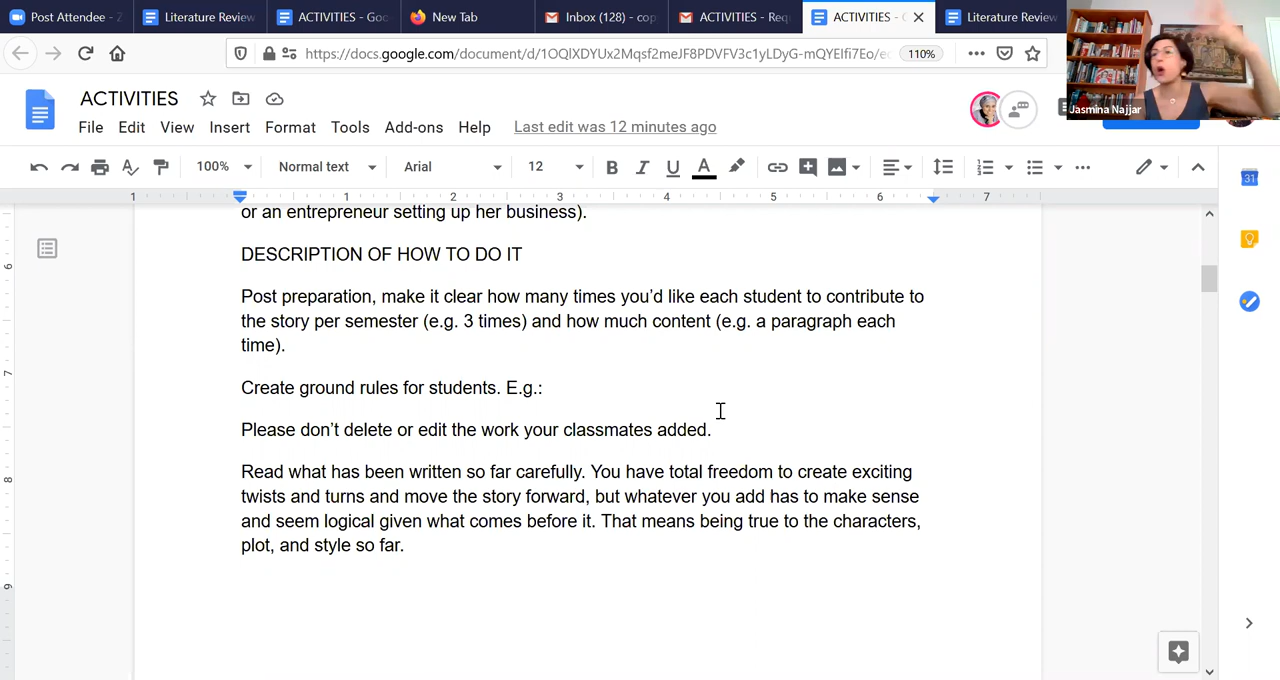 Post Attendee - Z
Literature Review
ACTIVITIES - Goo
New Tab
Inbox (128) - cop
ACTIVITIES - Req
ACTIVITIES - G
Literature Review
https://docs.google.com/document/d/1OQlXDYUx2Mqsf2meJF8PDVFV3c1yLDyG-mQYElfi7Eo/ec
110%
Jasmina Najjar
ACTIVITIES
File Edit View Insert Format Tools Add-ons Help Last edit was 12 minutes ago
100% Normal text Arial 12 B I U A
1 1 2 3 4 5 6 7
31
or an entrepreneur setting up her business).
DESCRIPTION OF HOW TO DO IT
Post preparation, make it clear how many times you’d like each student to contribute to
the story per semester (e.g. 3 times) and how much content (e.g. a paragraph each
time).
Create ground rules for students. E.g.:
Please don’t delete or edit the work your classmates added.
Read what has been written so far carefully. You have total freedom to create exciting
twists and turns and move the story forward, but whatever you add has to make sense
and seem logical given what comes before it. That means being true to the characters,
plot, and style so far.
6
7
8
9